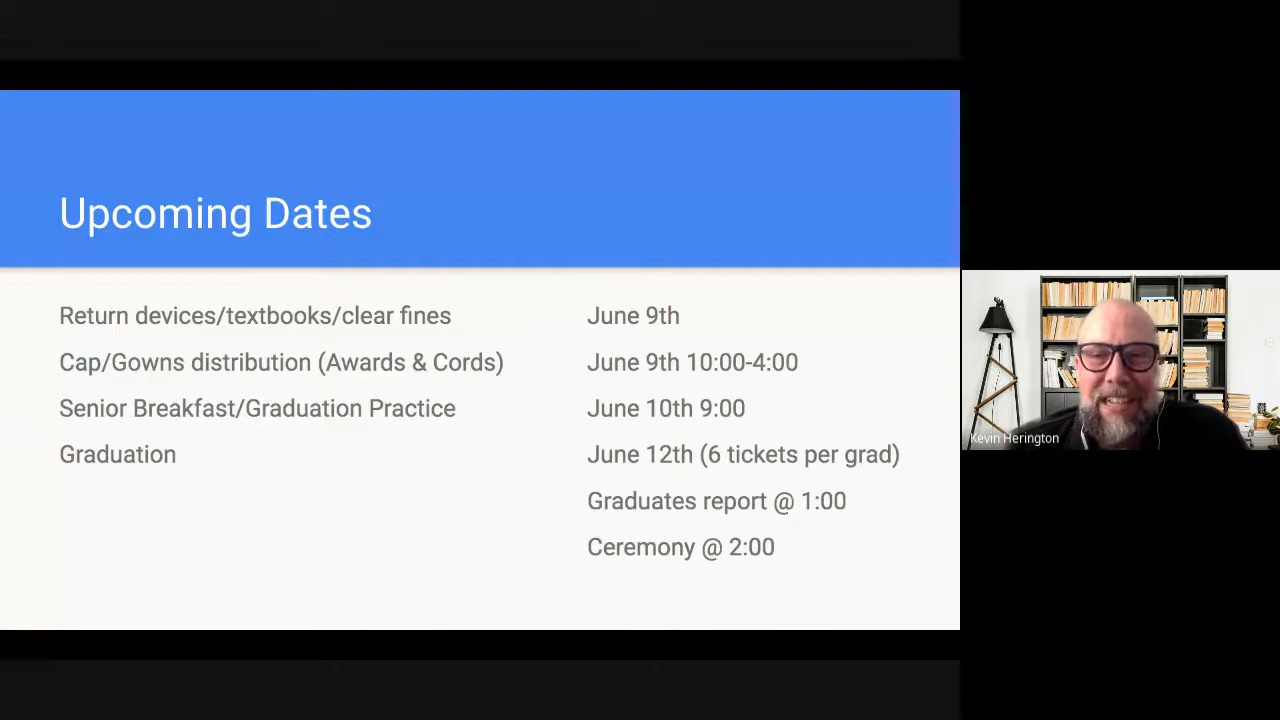 Upcoming Dates
Return devices/textbooks/clear fines
June 9th
Cap/Gowns distribution (Awards & Cords)
June 9th 10:00-4:00
Senior Breakfast/Graduation Practice
June 10th 9:00
Graduation
June 12th (6 tickets per grad)
Graduates report @ 1:00
Ceremony @ 2:00
Kevin Herington